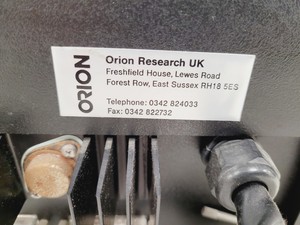 ORION
Orion Research UK
Freshfield House, Lewes Road
Forest Row, East Sussex RH18 5ES
Telephone: 0342 824033
Fax: 0342 822732